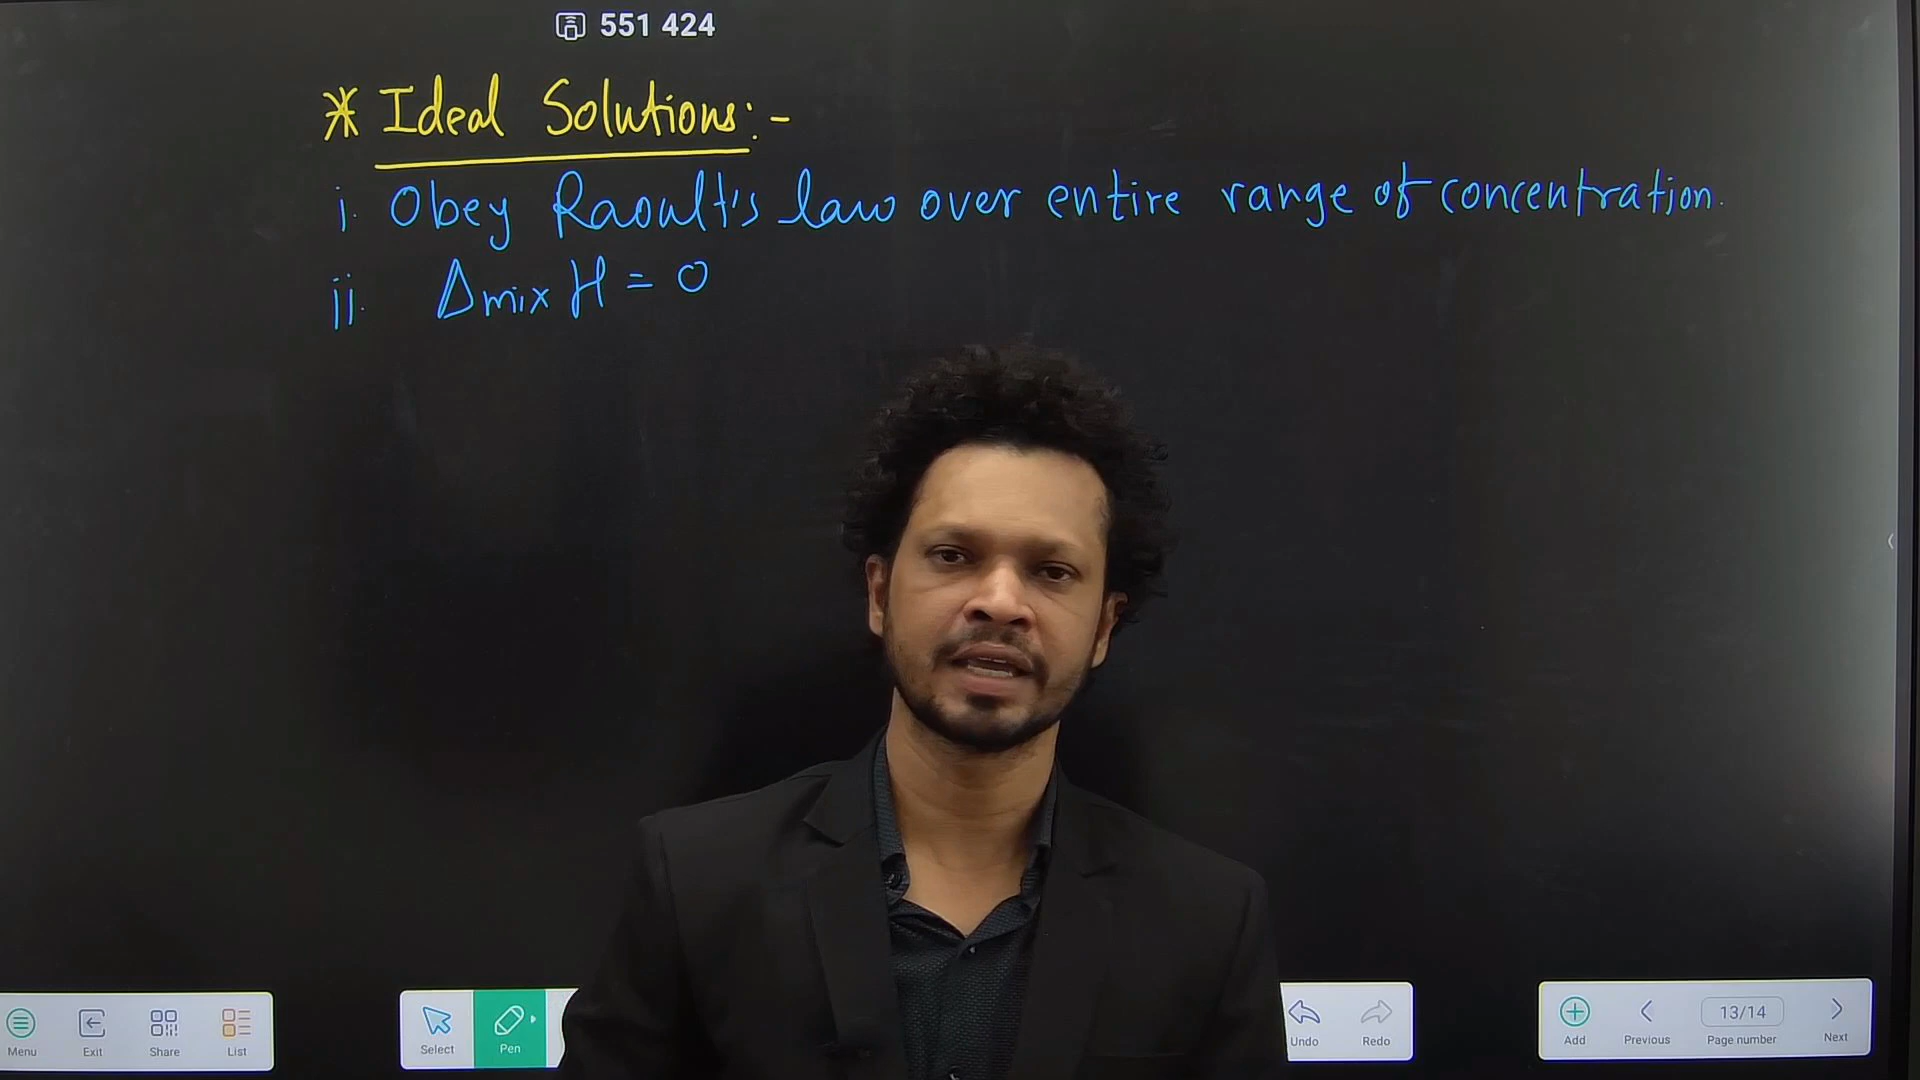 551 424
* Ideal Solutions:-
i. Obey Raoult's law over entire range of concentration.
ii. Δmix H = 0
Menu Exit Share List Select Pen Undo Redo Add Previous 13/14 Page number Next